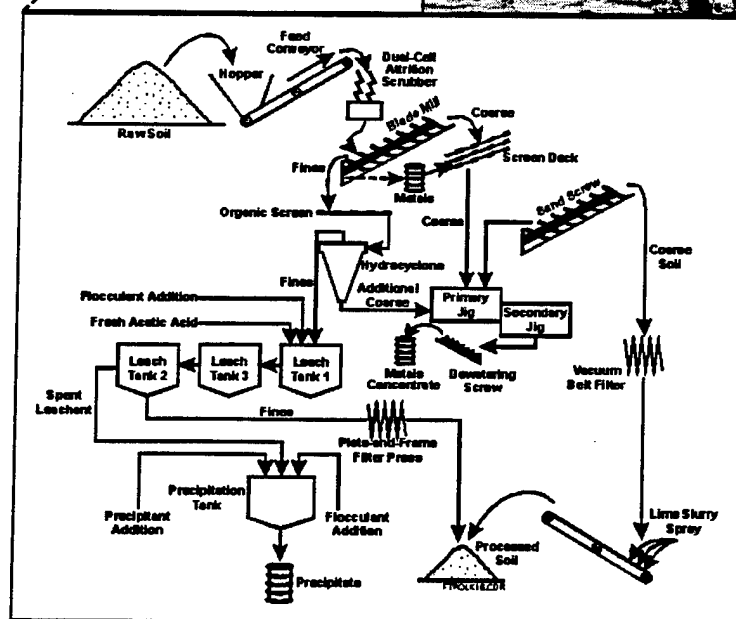 Feed
Conveyor
Hopper
Dual-Cell
Attrition
Scrubber
Raw Soil
Blade Mill
Coarse
Screen Deck
Fines
Metals
Organic Screen
Coarse
Sand Screw
Coarse
Soil
Hydrocyclone
Fines
Additional
Coarse
Flocculent Addition
Fresh Acetic Acid
Primary
Jig
Secondary
Jig
Leach
Tank 2
Leach
Tank 3
Leach
Tank 1
Metals
Concentrate
Dewatering
Screw
Vacuum
Belt Filter
Spent
Leachent
Fines
Plate-and-Frame
Filter Press
Precipitation
Tank
Precipitant
Addition
Flocculant
Addition
Lime Slurry
Spray
Processed
Soil
Precipitate